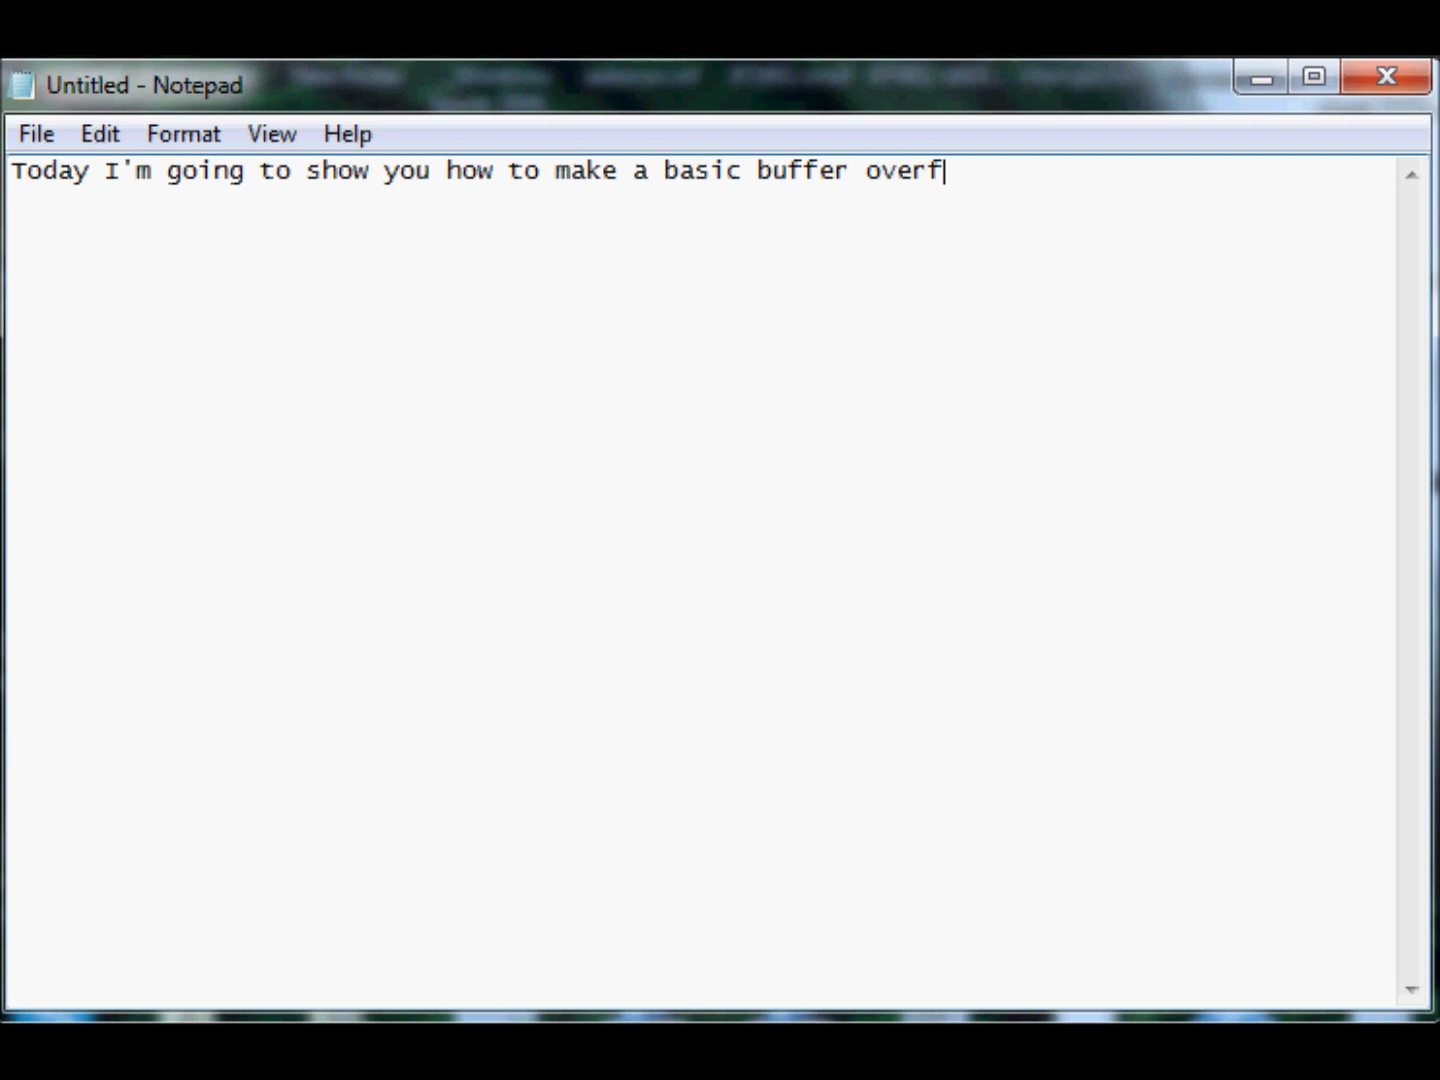 Untitled - Notepad
File Edit Format View Help
Today I'm going to show you how to make a basic buffer overf